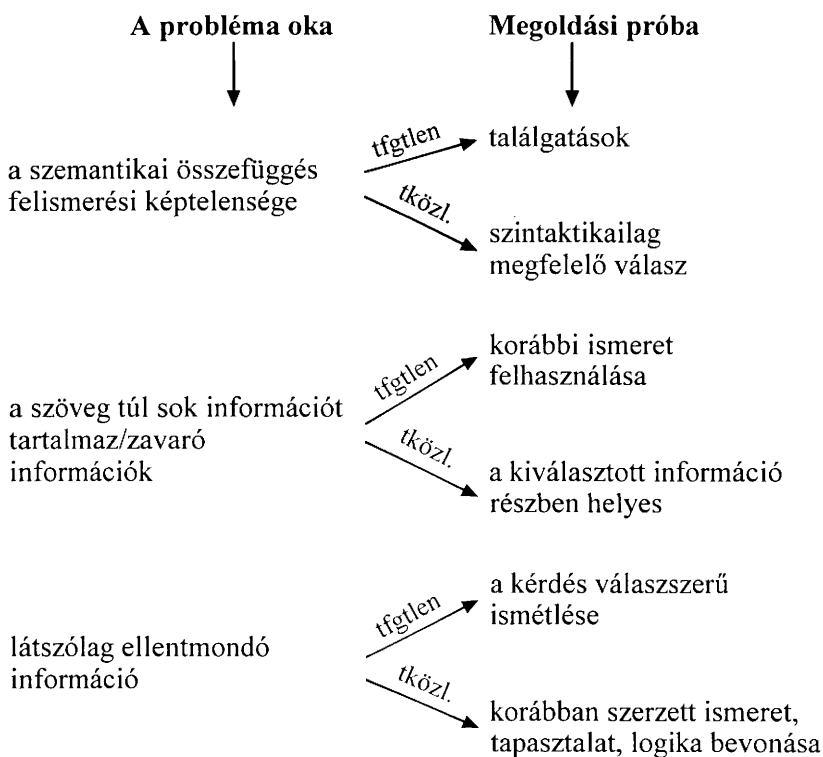 A probléma oka
Megoldási próba
a szemantikai összefüggés
felismerési képtelensége
tfgtlen
találgatások
tközl.
szintaktikailag
megfelelő válasz
a szöveg túl sok információt
tartalmaz/zavaró
információk
tfgtlen
korábbi ismeret
felhasználása
tközl.
a kiválasztott információ
részben helyes
látszólag ellentmondó
információ
tfgtlen
a kérdés válaszszerű
ismétlése
tközl.
korábban szerzett ismeret,
tapasztalat, logika bevonása